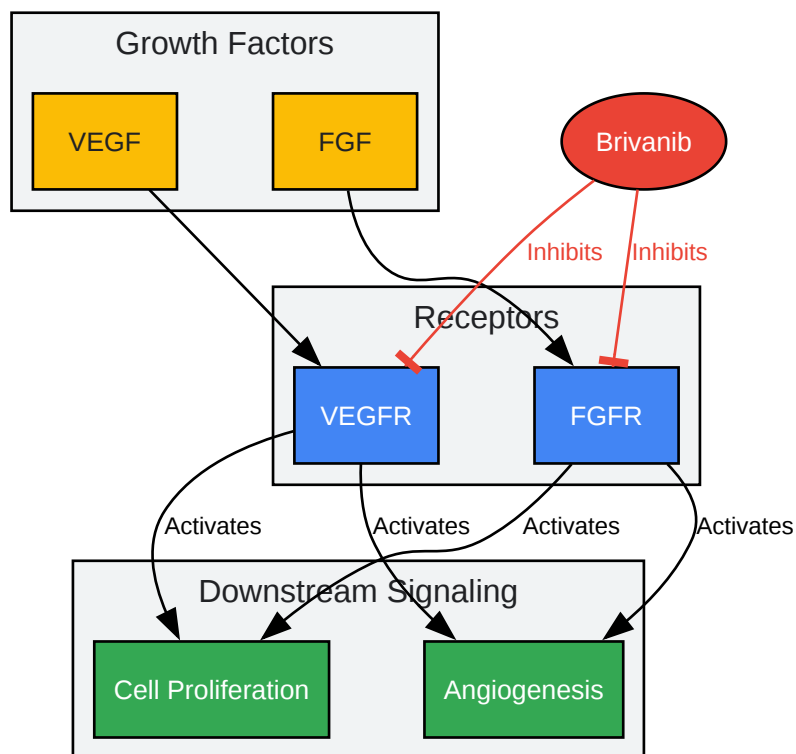 Growth Factors
VEGF
FGF
Brivanib
Inhibits
Inhibits
Receptors
VEGFR
FGFR
Activates
Activates
Activates
Activates
Downstream Signaling
Cell Proliferation
Angiogenesis